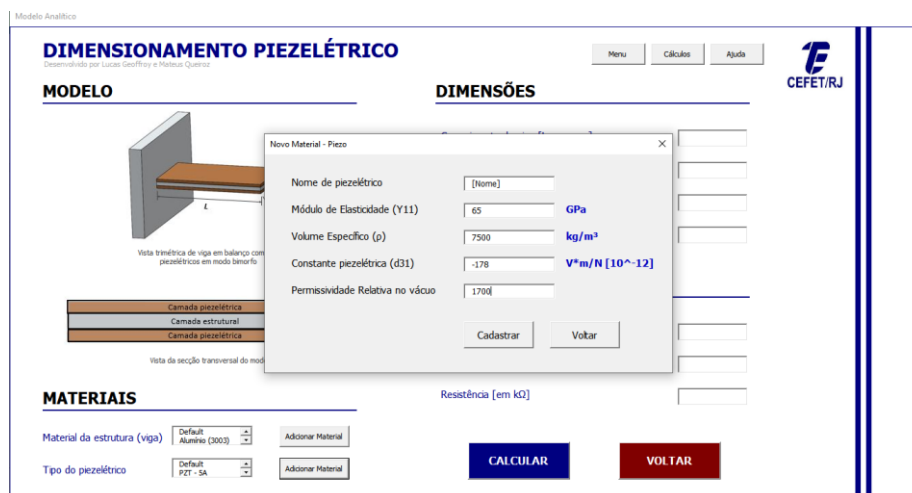 Modelo Analítico
DIMENSIONAMENTO PIEZELÉTRICO
Desenvolvido por Lucas Geoffroy e Mateus Queiroz
Menu
Cálculos
Ajuda
CEFET/RJ
MODELO
DIMENSÕES
L
Vista trimétrica de viga em balanço com
piezelétricos em modo bimorfo
Camada piezelétrica
Camada estrutural
Camada piezelétrica
Vista da secção transversal do mod
Novo Material - Piezo
Nome de piezelétrico [Nome]
Módulo de Elasticidade (Y11) 65 GPa
Volume Específico (ρ) 7500 kg/m³
Constante piezelétrica (d31) -178 V*m/N [10^-12]
Permissividade Relativa no vácuo 1700
Cadastrar
Voltar
Resistência [em kΩ]
MATERIAIS
Material da estrutura (viga)
Default
Alumínio (3003)
Adicionar Material
Tipo do piezelétrico
Default
PZT - 5A
Adicionar Material
CALCULAR
VOLTAR